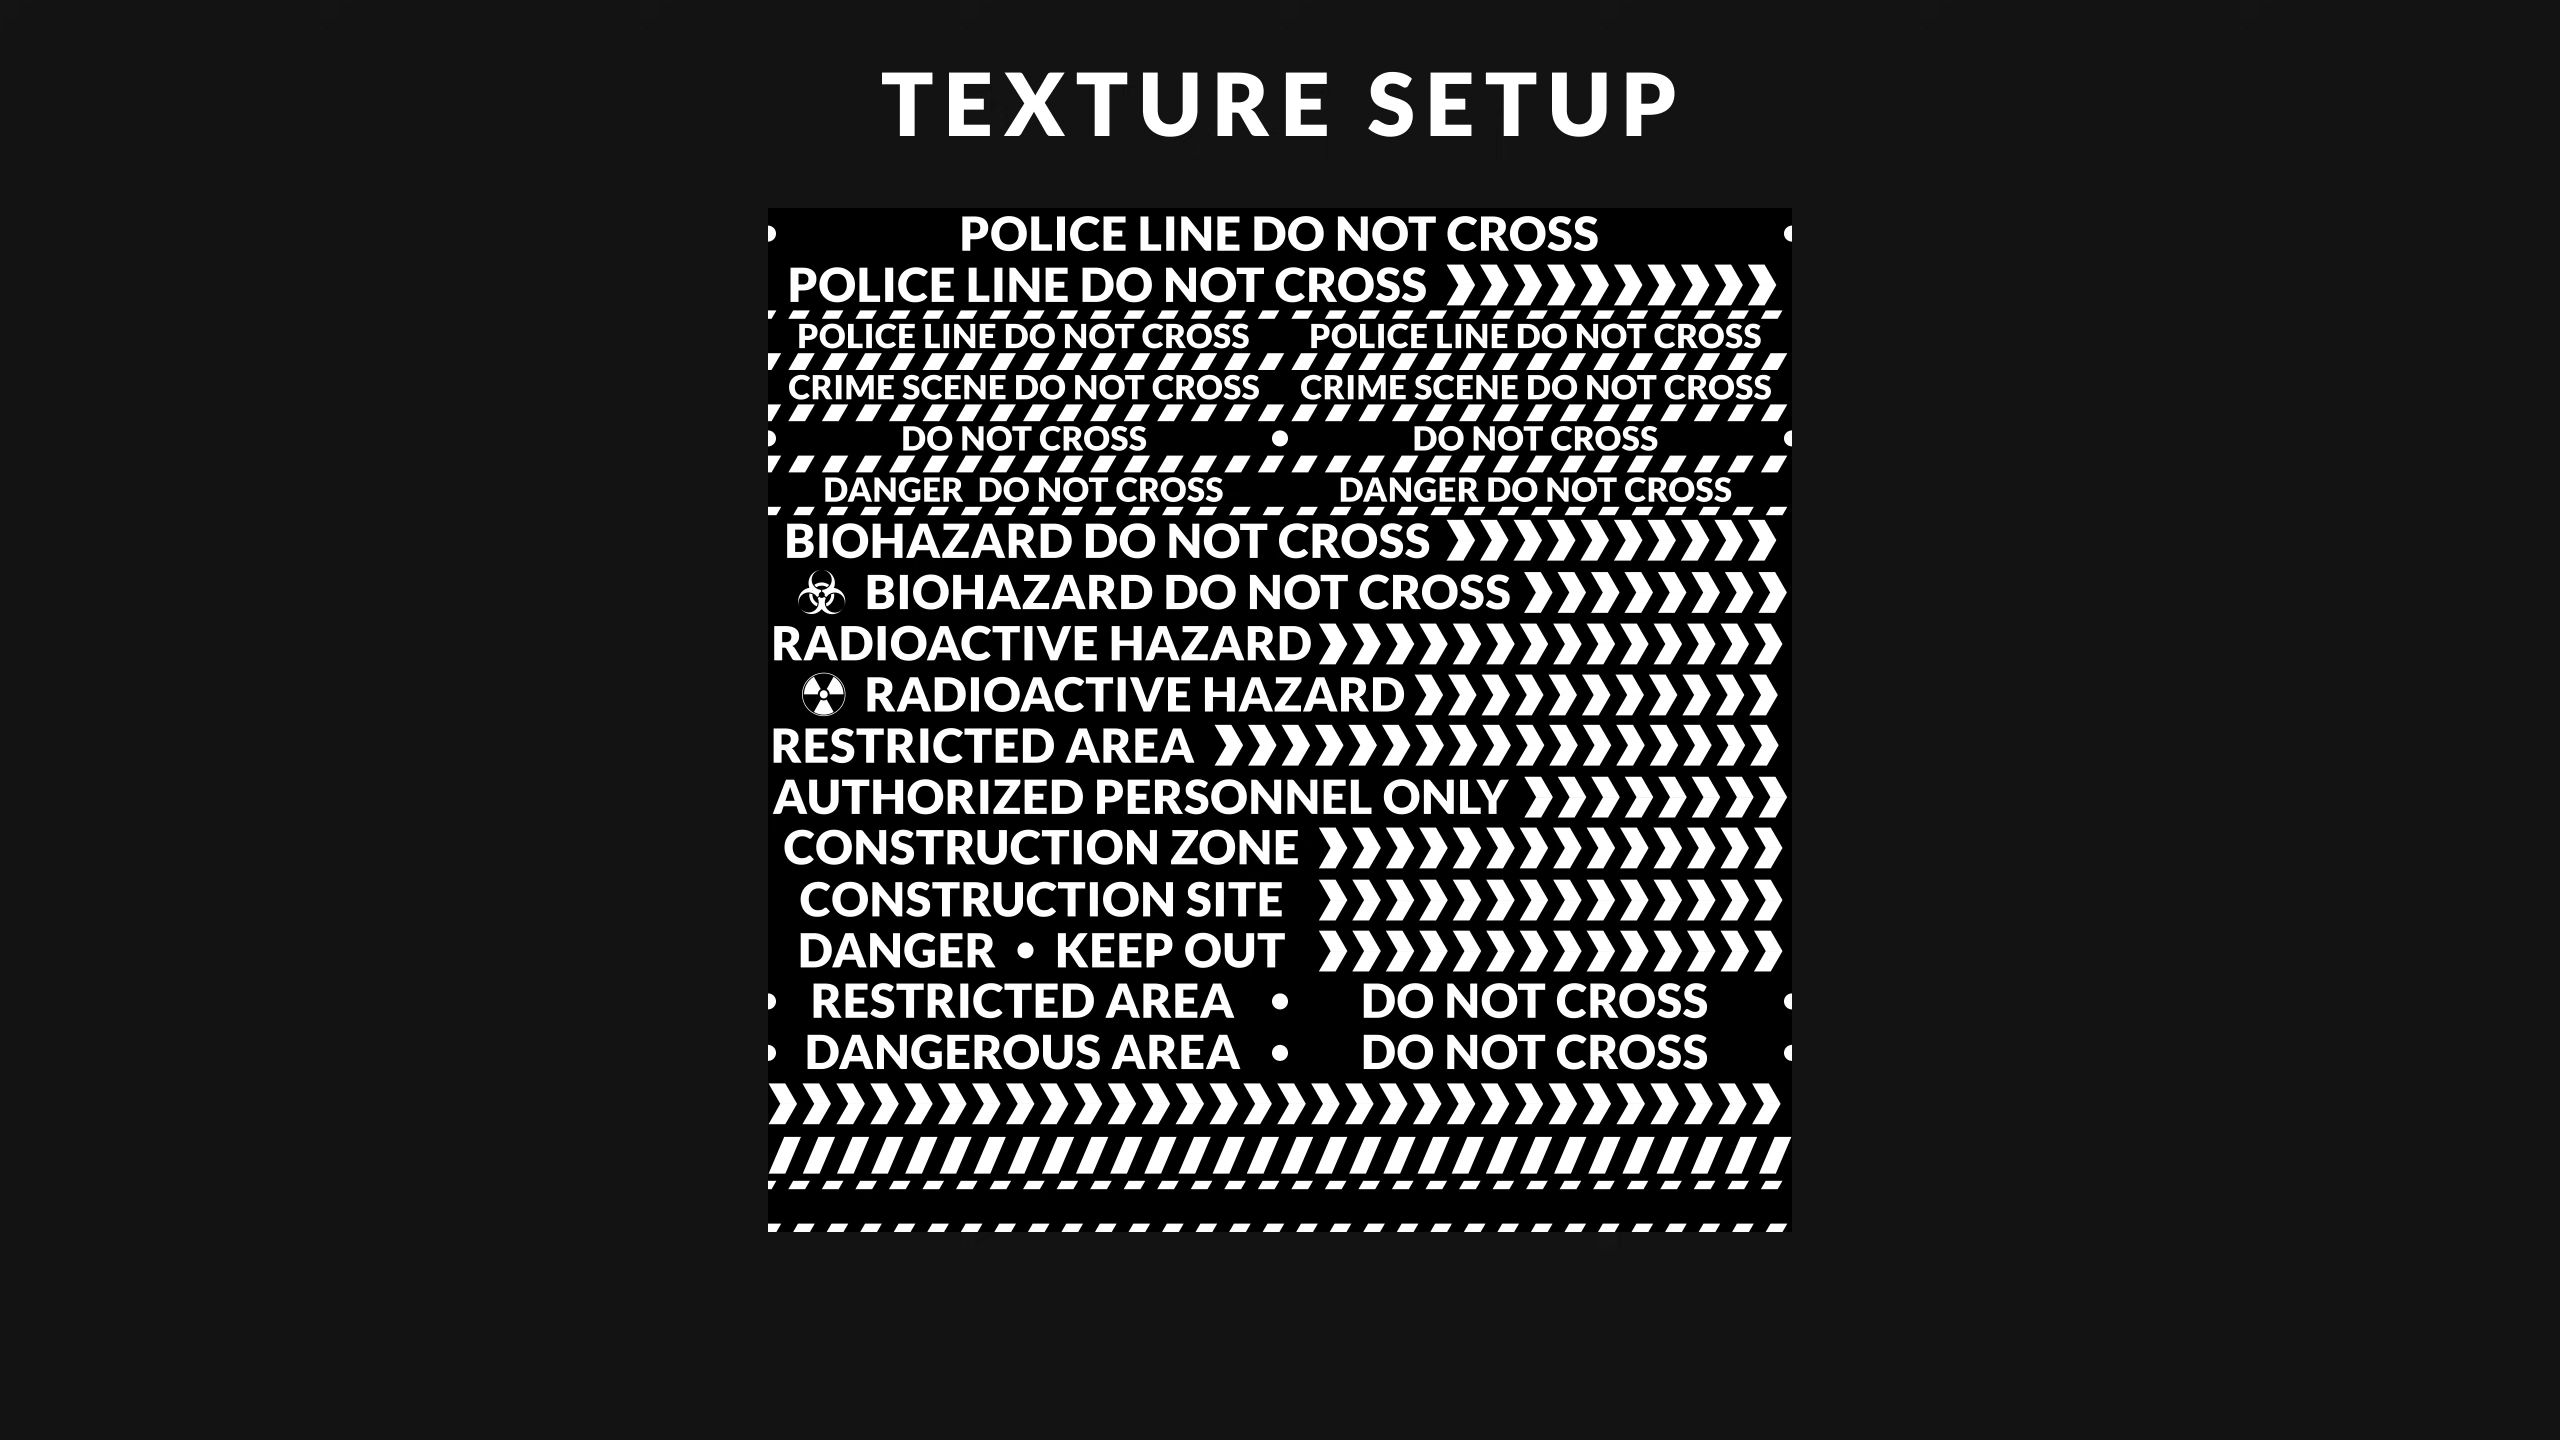 TEXTURE SETUP
POLICE LINE DO NOT CROSS
POLICE LINE DO NOT CROSS
POLICE LINE DO NOT CROSS POLICE LINE DO NOT CROSS
CRIME SCENE DO NOT CROSS CRIME SCENE DO NOT CROSS
DO NOT CROSS • DO NOT CROSS
DANGER DO NOT CROSS DANGER DO NOT CROSS
BIOHAZARD DO NOT CROSS
☣ BIOHAZARD DO NOT CROSS
RADIOACTIVE HAZARD
☢ RADIOACTIVE HAZARD
RESTRICTED AREA
AUTHORIZED PERSONNEL ONLY
CONSTRUCTION ZONE
CONSTRUCTION SITE
DANGER • KEEP OUT
RESTRICTED AREA • DO NOT CROSS
DANGEROUS AREA • DO NOT CROSS